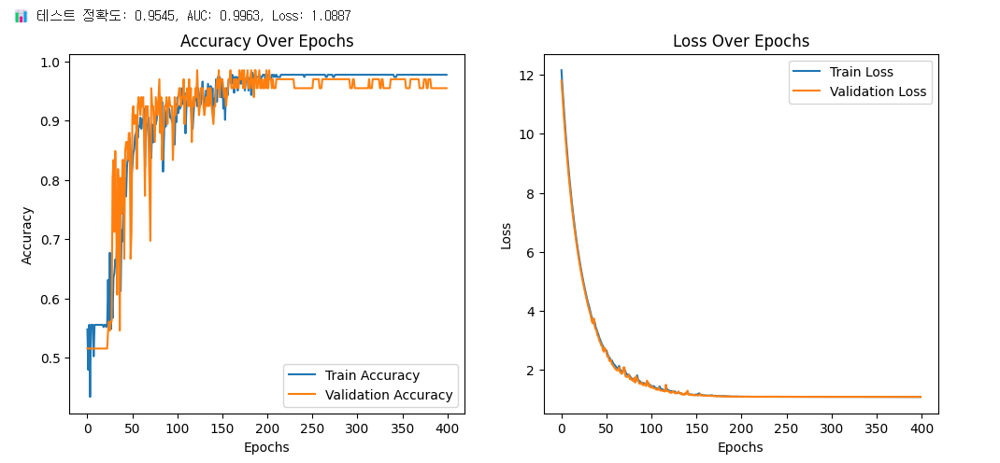 📊 테스트 정확도: 0.9545, AUC: 0.9963, Loss: 1.0887
Accuracy Over Epochs
1.0
0.9
0.8
0.7
0.6
0.5
Accuracy
Train Accuracy
Validation Accuracy
0 50 100 150 200 250 300 350 400
Epochs
Loss Over Epochs
12
10
8
6
4
2
Loss
Train Loss
Validation Loss
0 50 100 150 200 250 300 350 400
Epochs